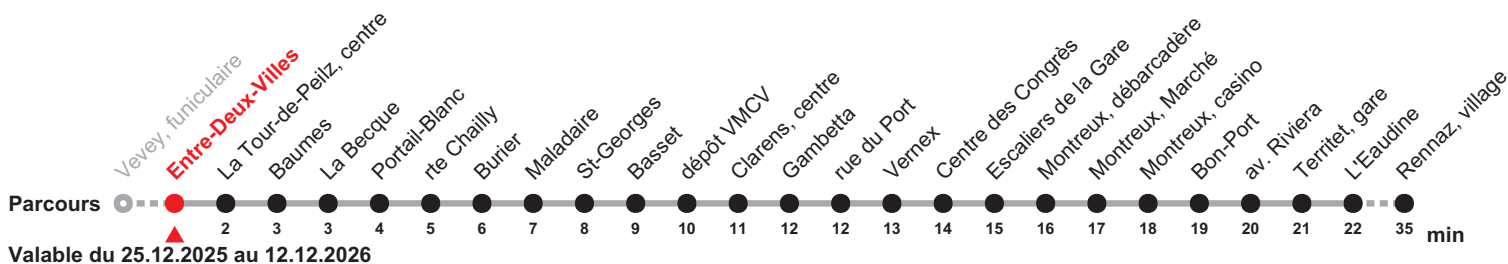 Vevey, funiculaire
Entre-Deux-Villes
La Tour-de-Peilz, centre
Baumes
La Becque
Portail-Blanc
rte Chailly
Burier
Maladaire
St-Georges
Basset
dépôt VMCV
Clarens, centre
Gambetta
rue du Port
Vernex
Centre des Congrès
Escaliers de la Gare
Montreux, débarcadère
Montreux, Marché
Montreux, casino
Bon-Port
av. Riviera
Territet, gare
L'Eaudine
Rennaz, village
Parcours
2 3 3 4 5 6 7 8 9 10 11 12 12 13 14 15 16 17 18 19 20 21 22 35 min
Valable du 25.12.2025 au 12.12.2026